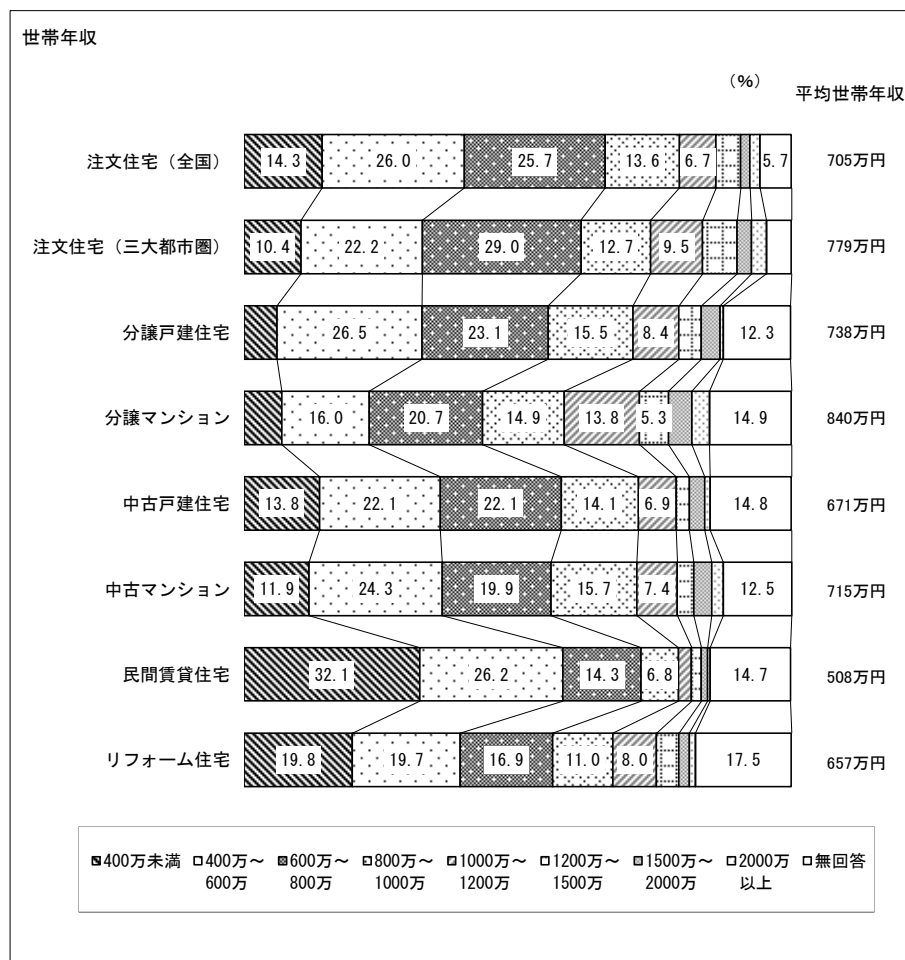 世帯年収
（%）
平均世帯年収
注文住宅（全国） 14.3 26.0 25.7 13.6 6.7 5.7 705万円
注文住宅（三大都市圏） 10.4 22.2 29.0 12.7 9.5 779万円
分譲戸建住宅 26.5 23.1 15.5 8.4 12.3 738万円
分譲マンション 16.0 20.7 14.9 13.8 5.3 14.9 840万円
中古戸建住宅 13.8 22.1 22.1 14.1 6.9 14.8 671万円
中古マンション 11.9 24.3 19.9 15.7 7.4 12.5 715万円
民間賃貸住宅 32.1 26.2 14.3 6.8 14.7 508万円
リフォーム住宅 19.8 19.7 16.9 11.0 8.0 17.5 657万円
400万未満 400万～ 600万～ 800万～ 1000万～ 1200万～ 1500万～ 2000万 無回答
600万 800万 1000万 1200万 1500万 2000万 以上